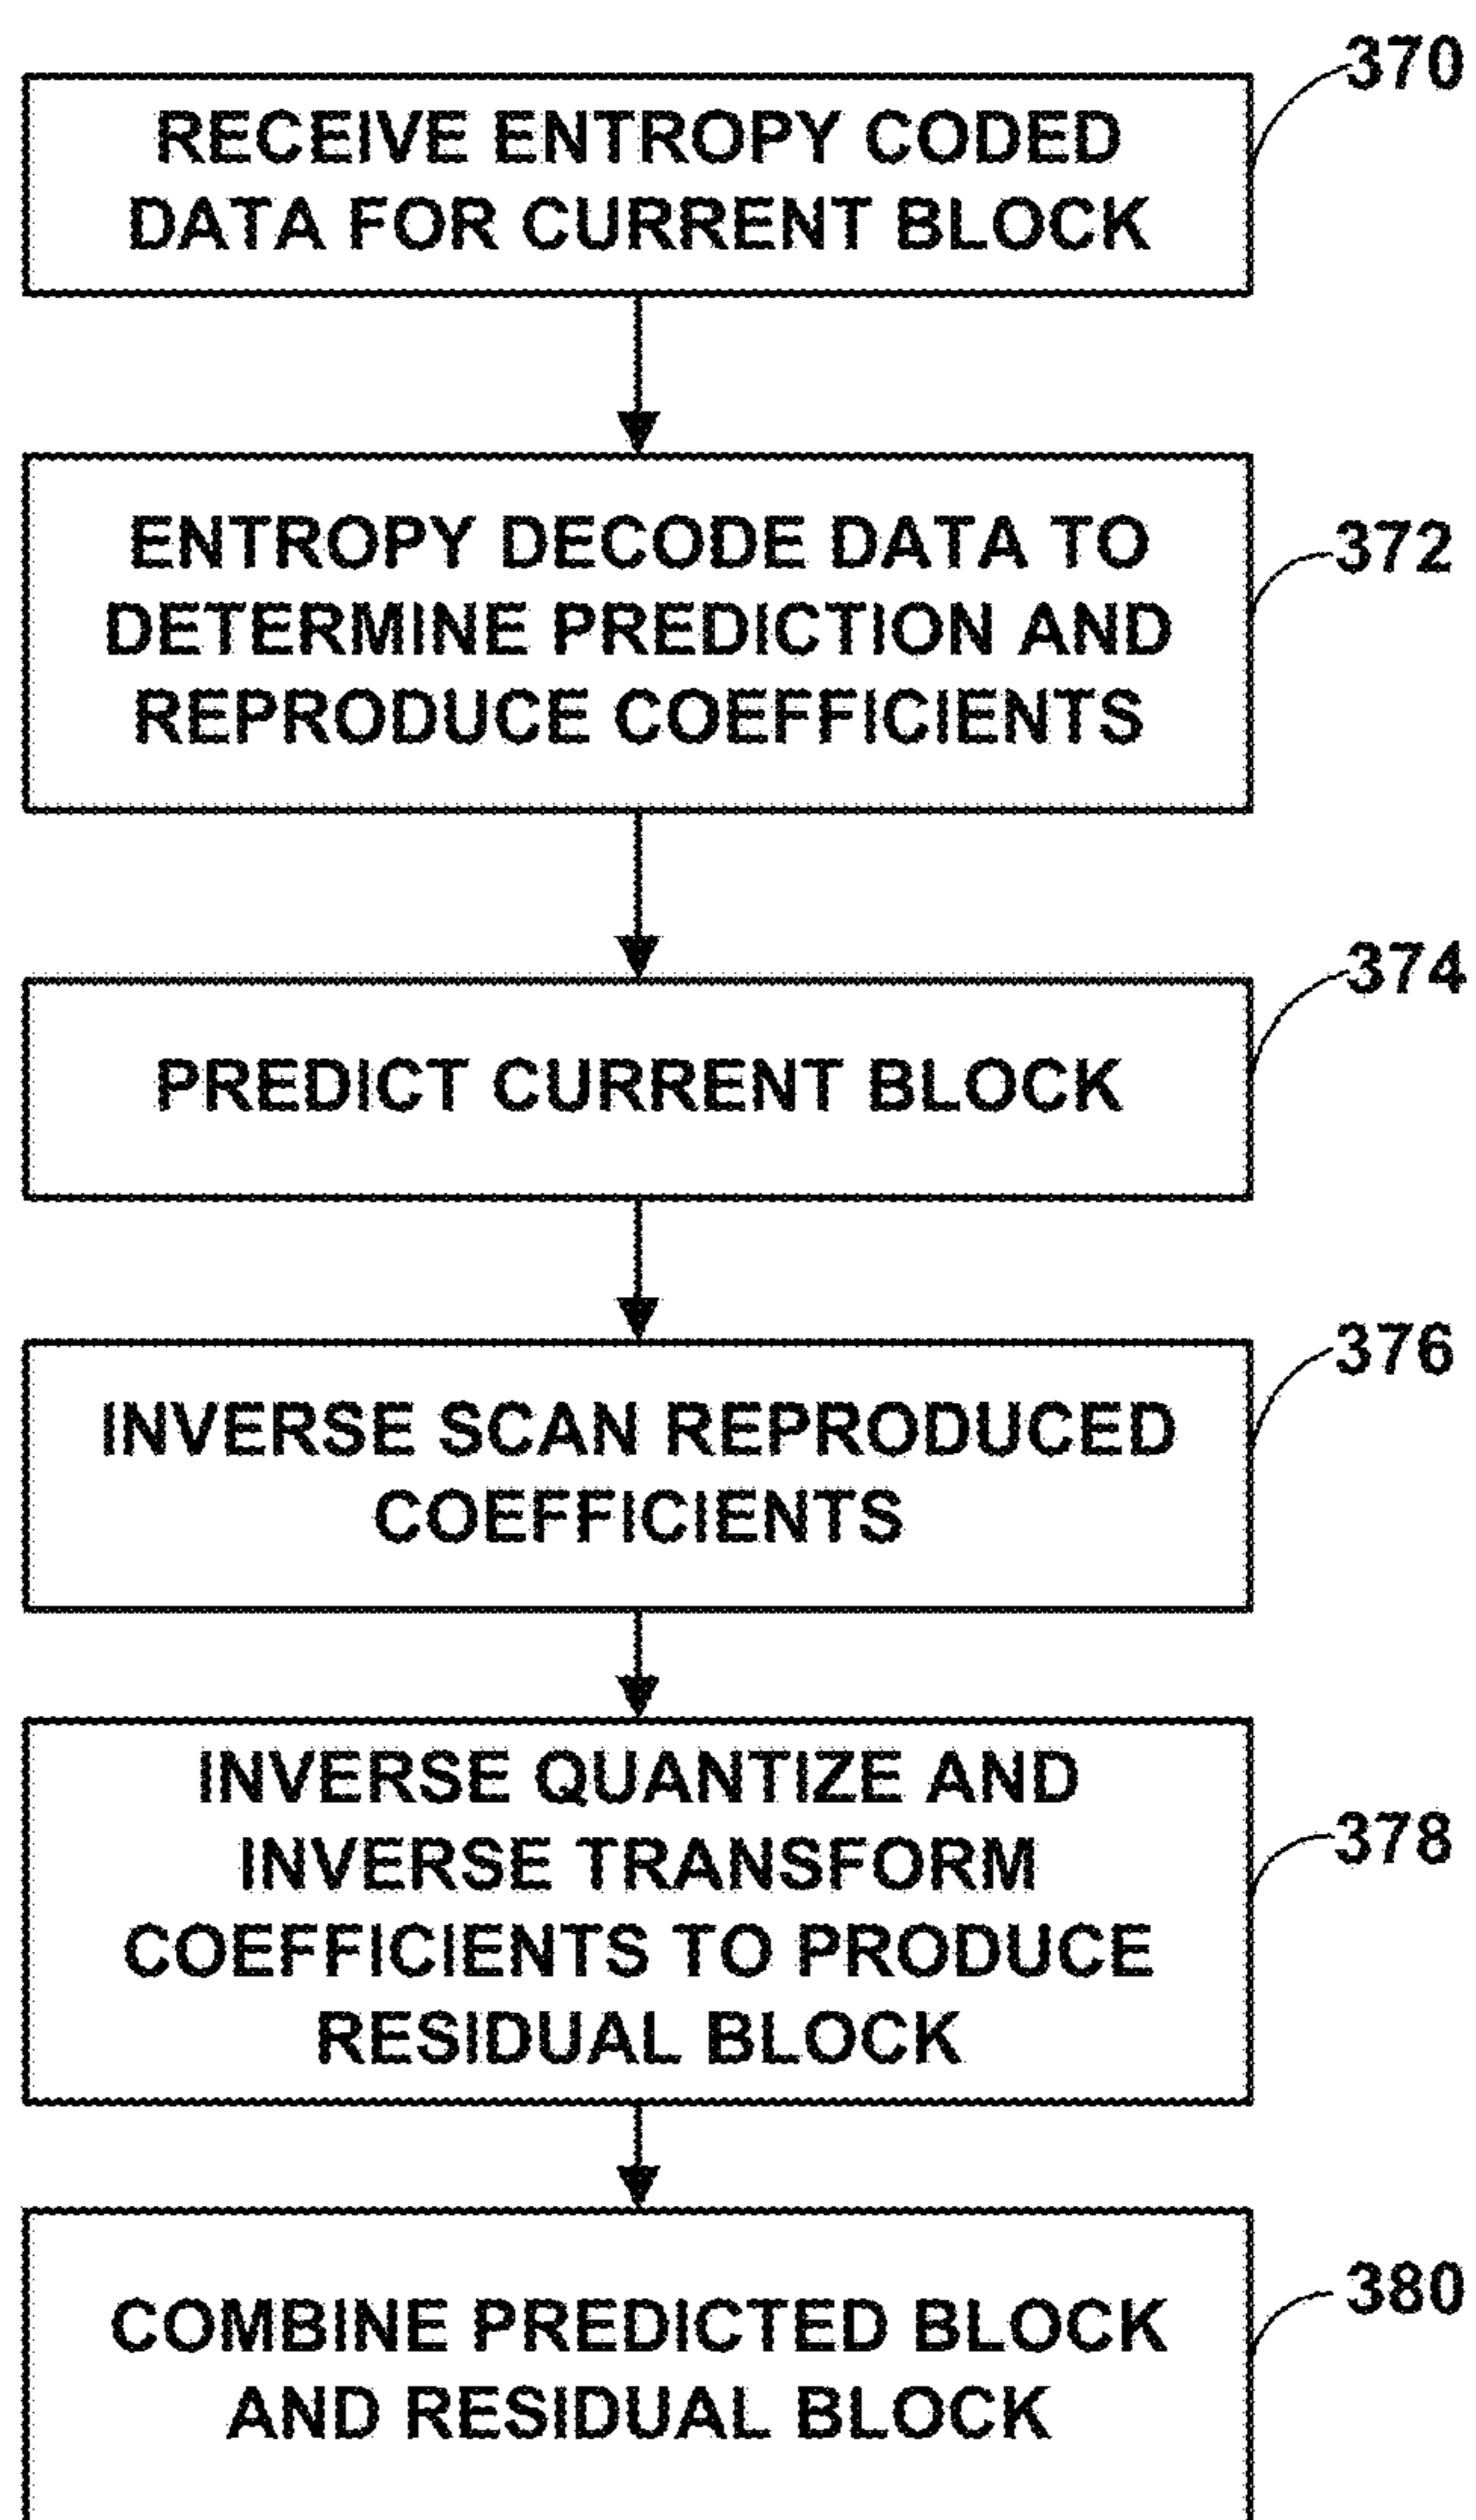 370
RECEIVE ENTROPY CODED
DATA FOR CURRENT BLOCK
372
ENTROPY DECODE DATA TO
DETERMINE PREDICTION AND
REPRODUCE COEFFICIENTS
374
PREDICT CURRENT BLOCK
376
INVERSE SCAN REPRODUCED
COEFFICIENTS
378
INVERSE QUANTIZE AND
INVERSE TRANSFORM
COEFFICIENTS TO PRODUCE
RESIDUAL BLOCK
380
COMBINE PREDICTED BLOCK
AND RESIDUAL BLOCK